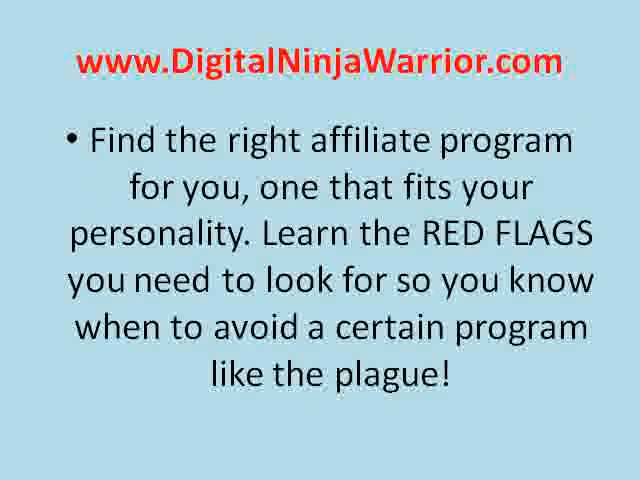 www.DigitalNinjaWarrior.com
• Find the right affiliate program
for you, one that fits your
personality. Learn the RED FLAGS
you need to look for so you know
when to avoid a certain program
like the plague!